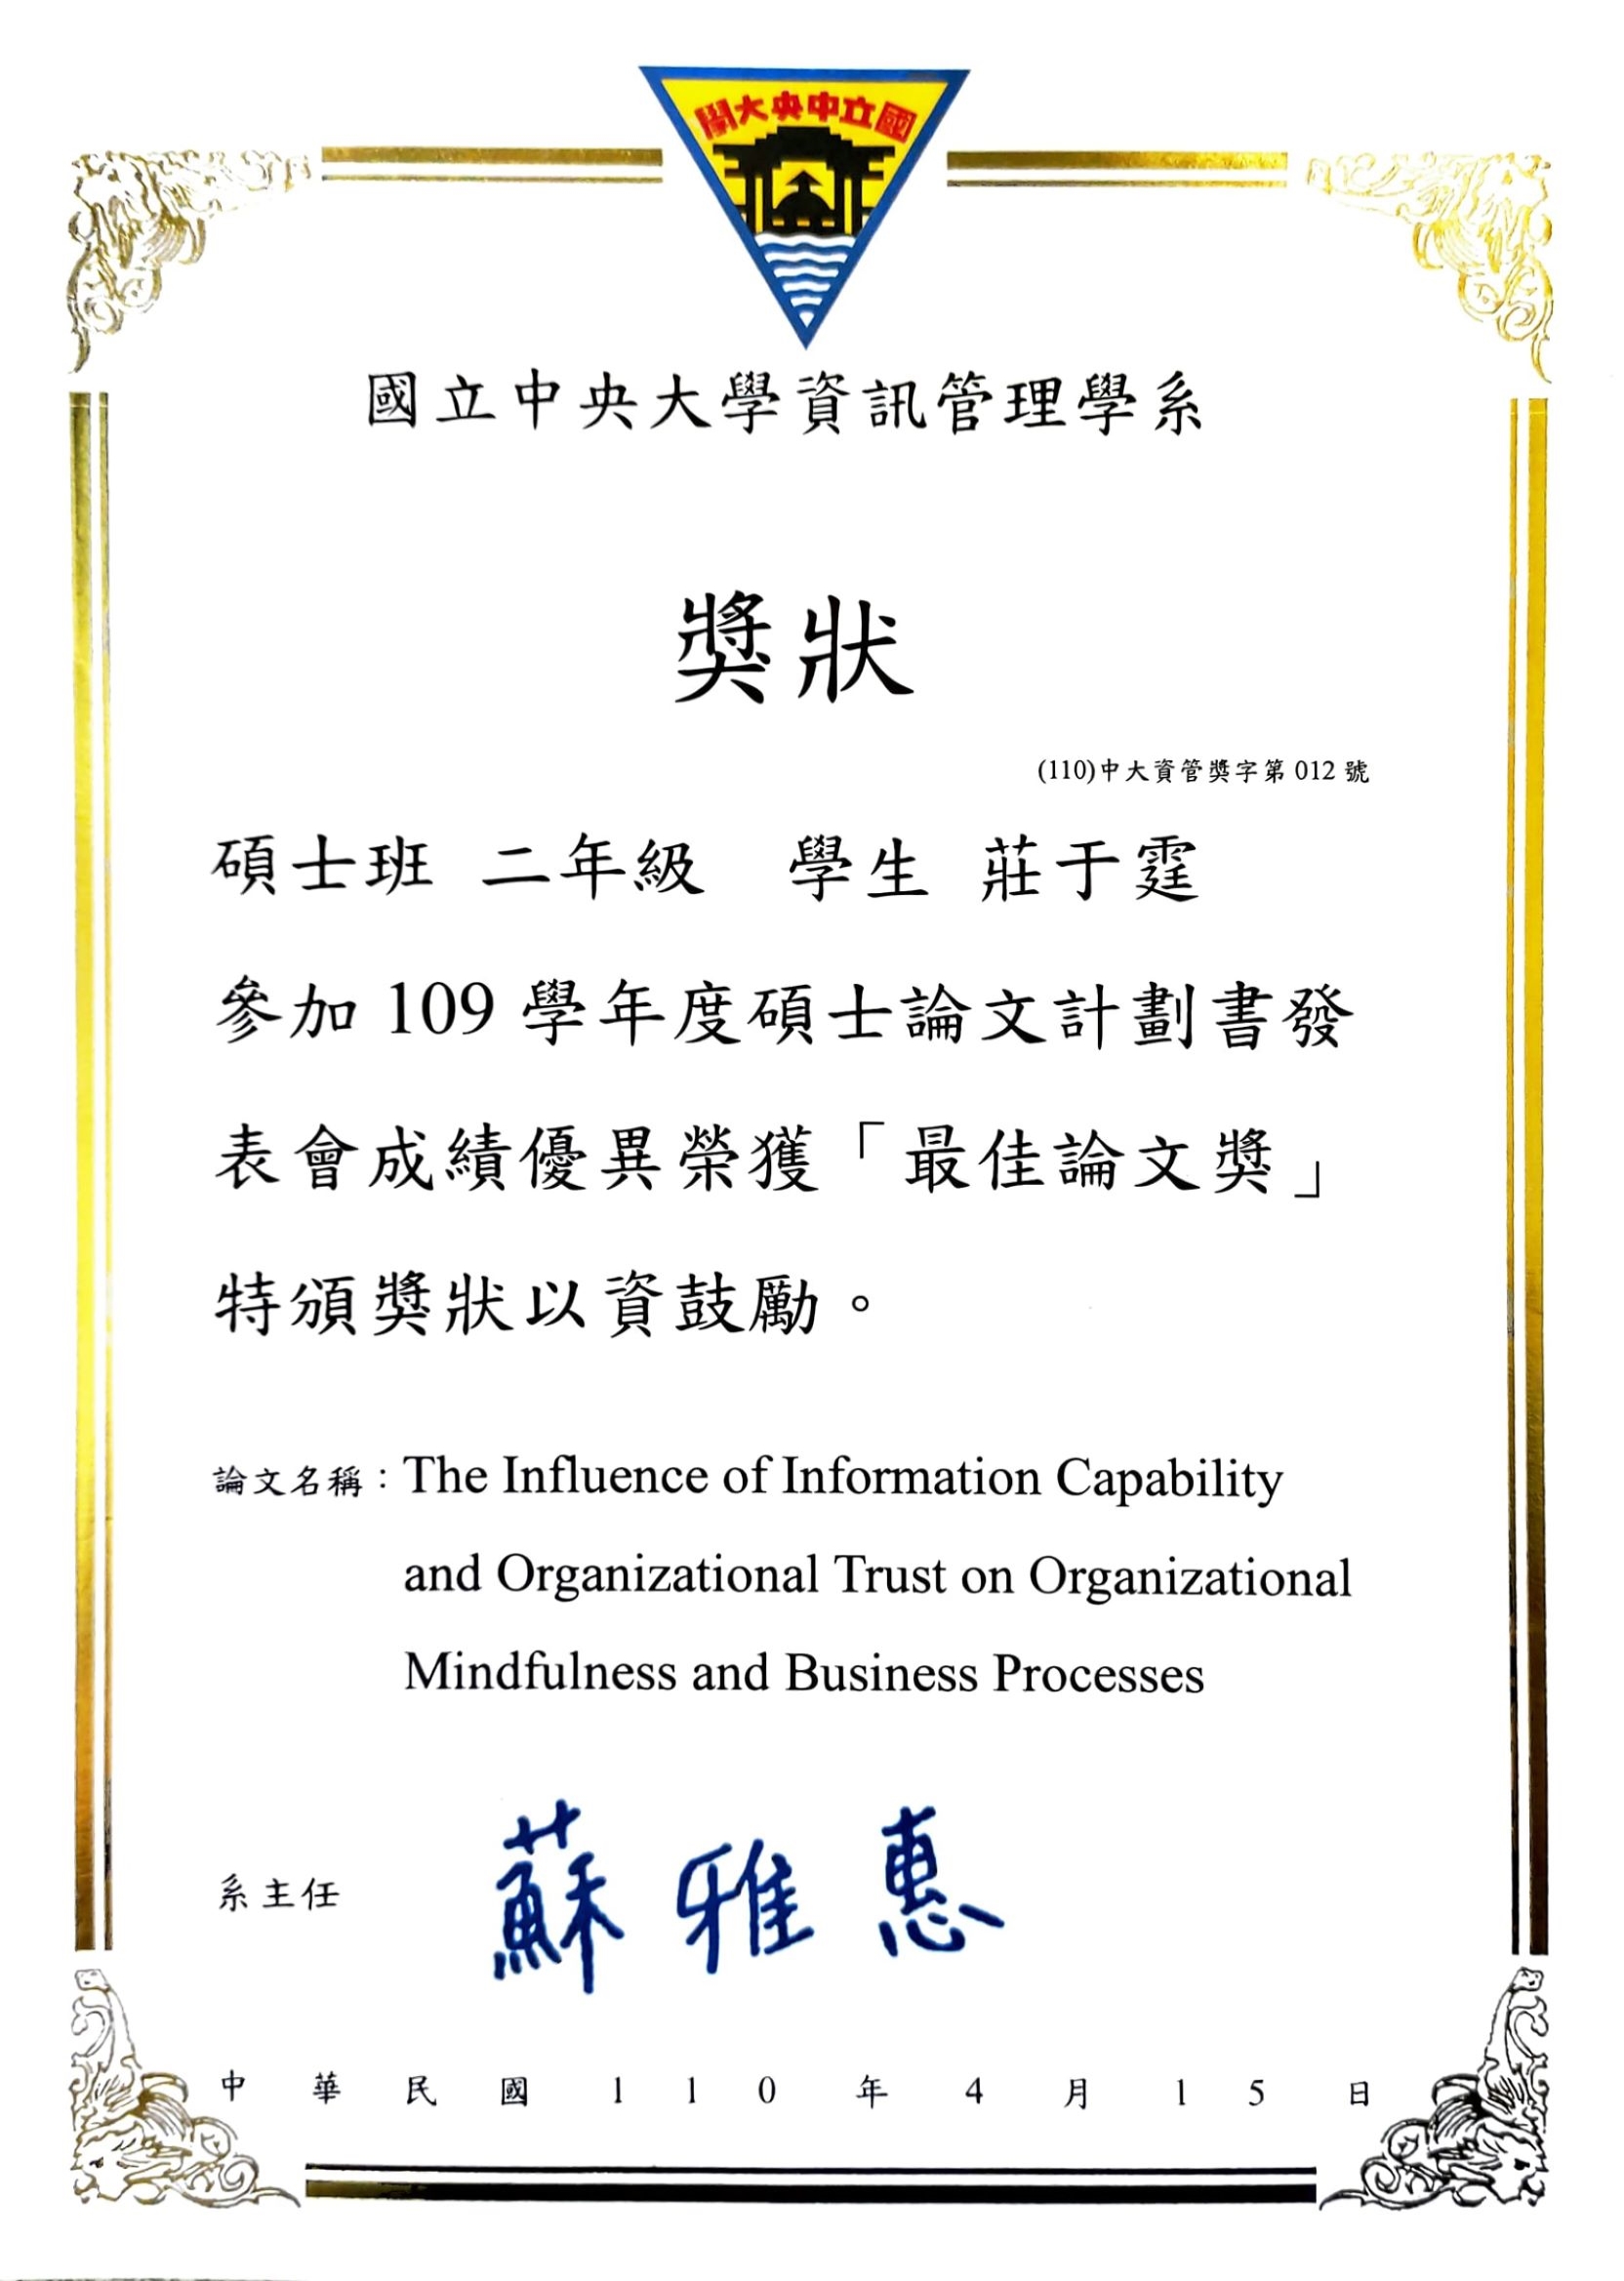 國立中央大學
國立中央大學資訊管理學系
獎狀
(110)中大資管獎字第 012 號
碩士班 二年級 學生 莊于霆
參加 109 學年度碩士論文計劃書發
表會成績優異榮獲「最佳論文獎」
特頒獎狀以資鼓勵。
論文名稱：The Influence of Information Capability
and Organizational Trust on Organizational
Mindfulness and Business Processes
系主任 蘇雅惠
中華民國110年4月15日